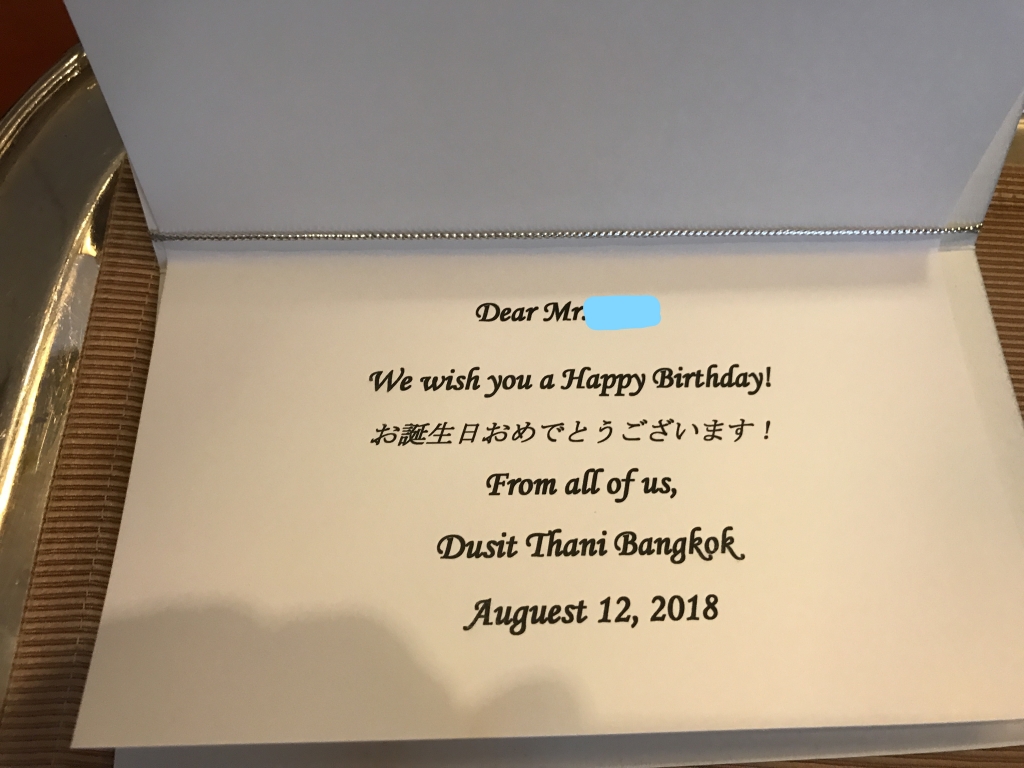 Dear Mr.
We wish you a Happy Birthday!
お誕生日おめでとうございます！
From all of us,
Dusit Thani Bangkok
Auguest 12, 2018